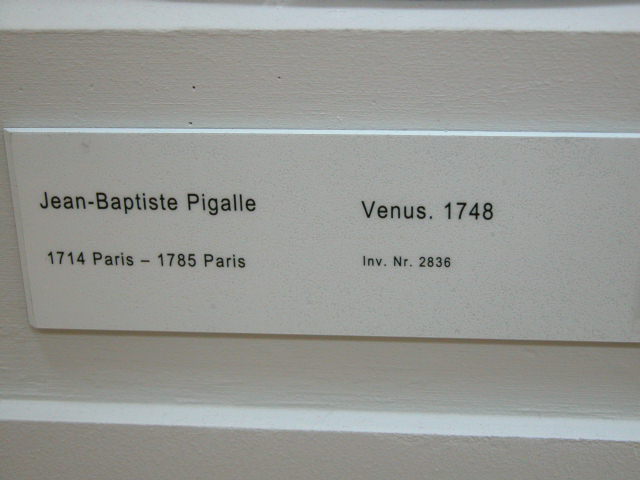 Jean-Baptiste Pigalle
1714 Paris – 1785 Paris
Venus. 1748
Inv. Nr. 2836